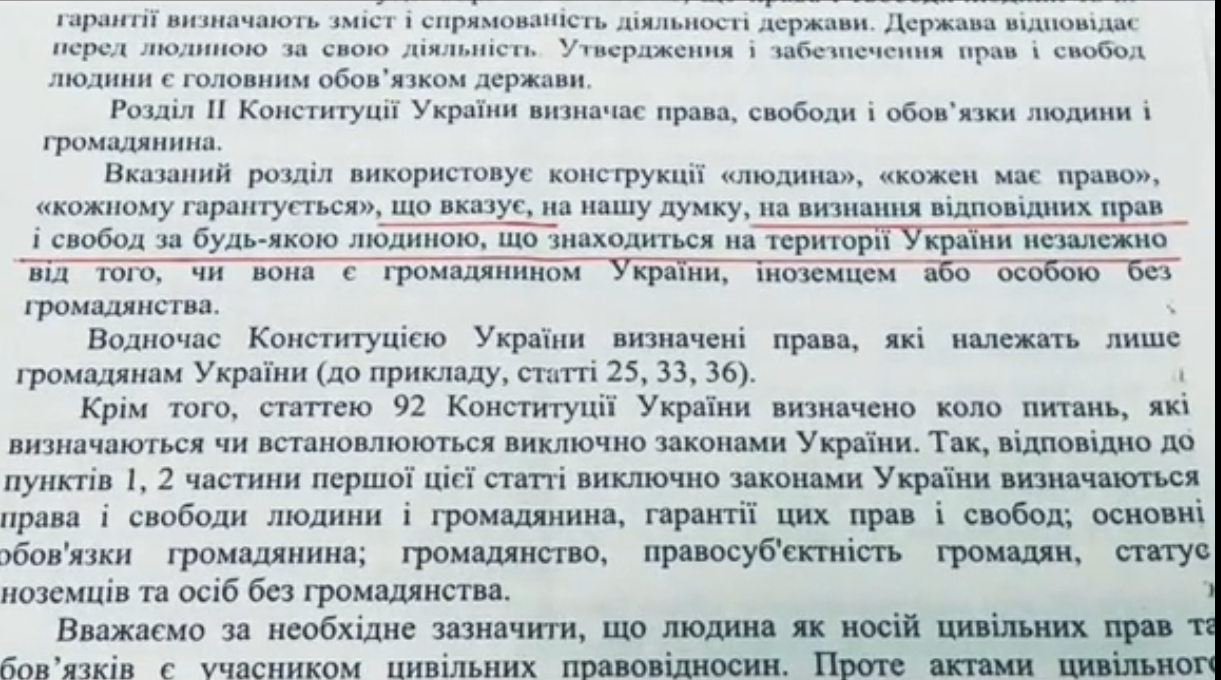 гарантії визначають зміст і спрямованість діяльності держави. Держава відповідає
перед людиною за свою діяльність. Утвердження і забезпечення прав і свобод
людини є головним обов’язком держави.
Розділ II Конституції України визначає права, свободи і обов’язки людини і
громадянина.
Вказаний розділ використовує конструкції «людина», «кожен має право»,
«кожному гарантується», що вказує, на нашу думку, на визнання відповідних прав
і свобод за будь-якою людиною, що знаходиться на території України незалежно
від того, чи вона є громадянином України, іноземцем або особою без
громадянства.
Водночас Конституцією України визначені права, які належать лише
громадянам України (до прикладу, статті 25, 33, 36).
Крім того, статтею 92 Конституції України визначено коло питань, які
визначаються чи встановлюються виключно законами України. Так, відповідно до
пунктів 1, 2 частини першої цієї статті виключно законами України визначаються
права і свободи людини і громадянина, гарантії цих прав і свобод; основні
обов'язки громадянина; громадянство, правосуб'єктність громадян, статус
ноземців та осіб без громадянства.
Вважаємо за необхідне зазначити, що людина як носій цивільних прав та
бов’язків є учасником цивільних правовідносин. Проте актами цивільного